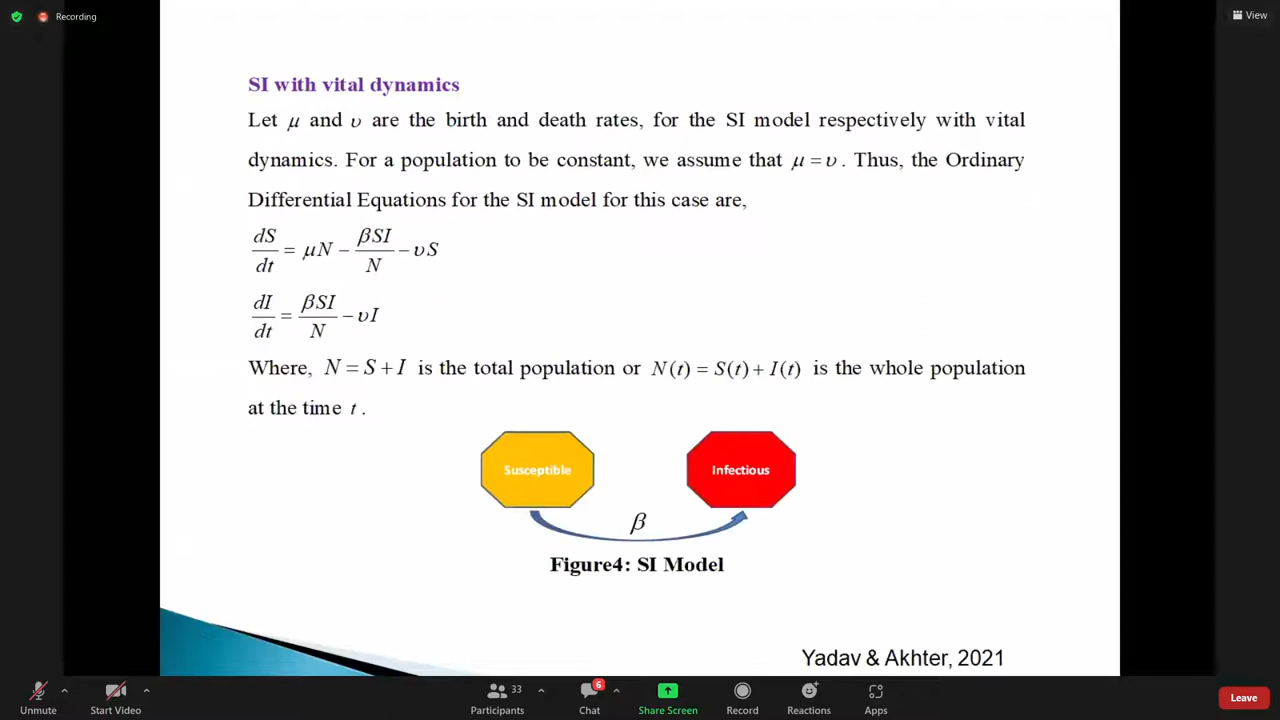 Recording
View
SI with vital dynamics
Let μ and υ are the birth and death rates, for the SI model respectively with vital
dynamics. For a population to be constant, we assume that μ = υ . Thus, the Ordinary
Differential Equations for the SI model for this case are,
dS/dt = μN − βSI/N − υS
dI/dt = βSI/N − υI
Where, N = S + I is the total population or N(t) = S(t) + I(t) is the whole population
at the time t .
Susceptible
Infectious
β
Figure4: SI Model
Yadav & Akhter, 2021
Unmute
Start Video
33
Participants
6
Chat
Share Screen
Record
Reactions
Apps
Leave